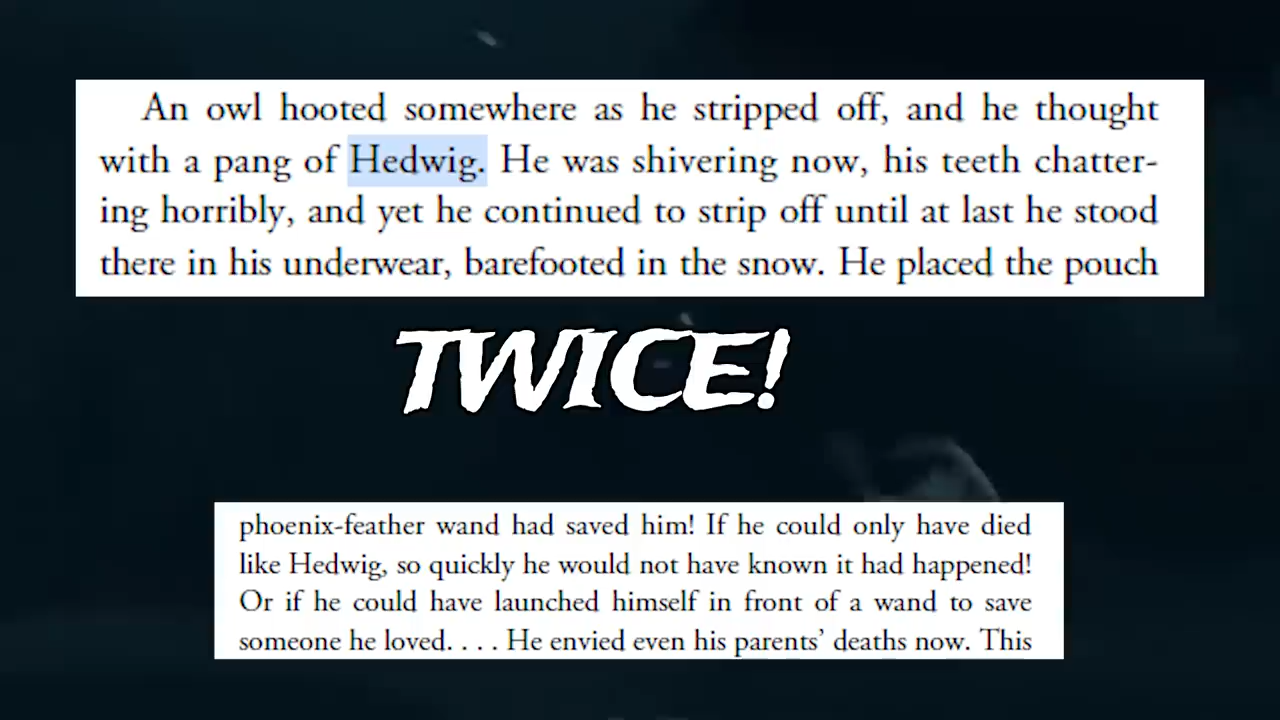 An owl hooted somewhere as he stripped off, and he thought
with a pang of Hedwig. He was shivering now, his teeth chatter-
ing horribly, and yet he continued to strip off until at last he stood
there in his underwear, barefooted in the snow. He placed the pouch
TWICE!
phoenix-feather wand had saved him! If he could only have died
like Hedwig, so quickly he would not have known it had happened!
Or if he could have launched himself in front of a wand to save
someone he loved. . . . He envied even his parents’ deaths now. This